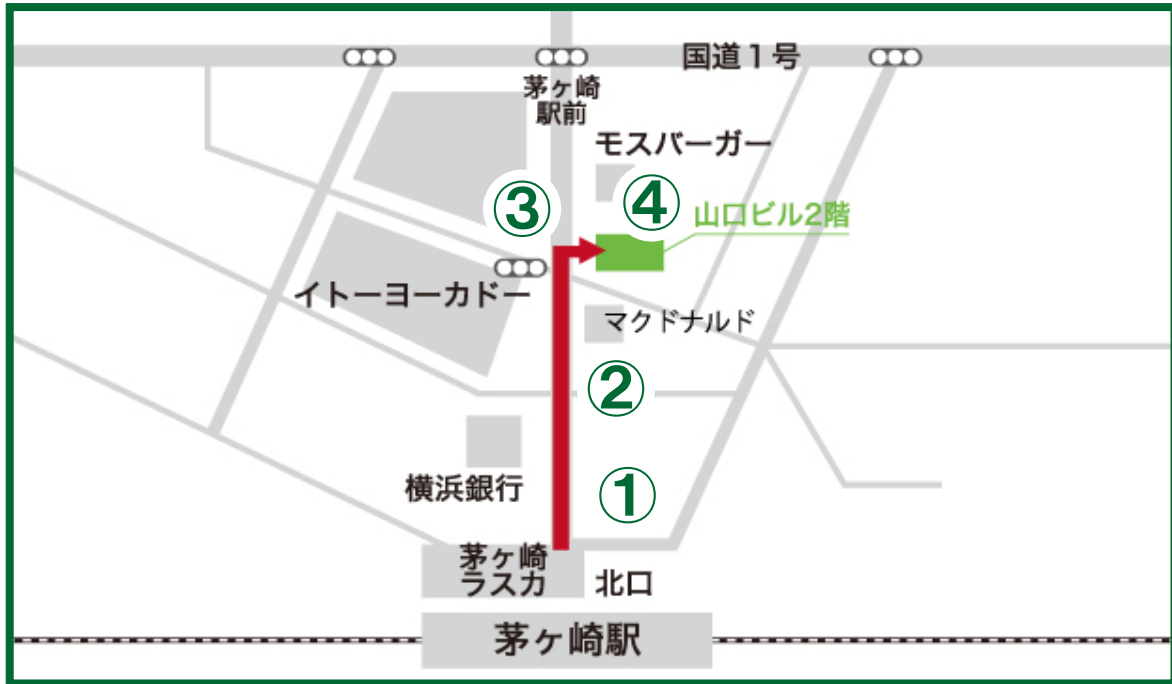 国道1号
茅ヶ崎
駅前
モスバーガー
③
④
山口ビル2階
イトーヨーカドー
マクドナルド
②
横浜銀行
①
茅ヶ崎
ラスカ
北口
茅ヶ崎駅